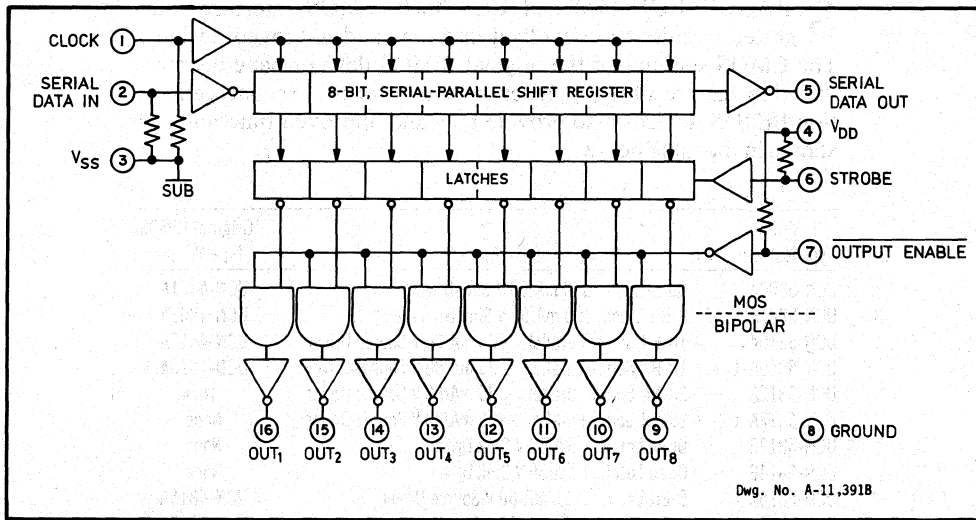 CLOCK 1
SERIAL
DATA IN 2
8-BIT, SERIAL-PARALLEL SHIFT REGISTER
5 SERIAL
DATA OUT
4 VDD
VSS 3
SUB
LATCHES
6 STROBE
7 OUTPUT ENABLE
MOS
BIPOLAR
16 15 14 13 12 11 10 9
8 GROUND
OUT1 OUT2 OUT3 OUT4 OUT5 OUT6 OUT7 OUT8
Dwg. No. A-11,391B